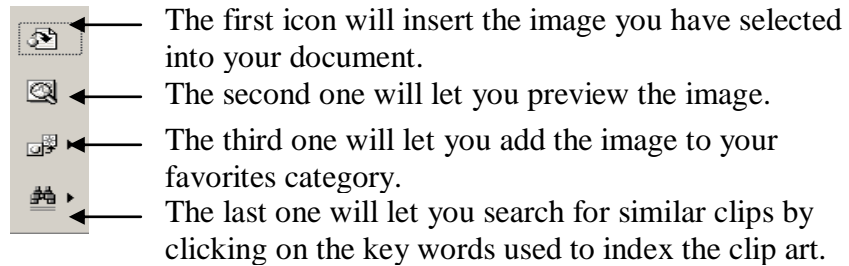 The first icon will insert the image you have selected
into your document.
The second one will let you preview the image.
The third one will let you add the image to your
favorites category.
The last one will let you search for similar clips by
clicking on the key words used to index the clip art.